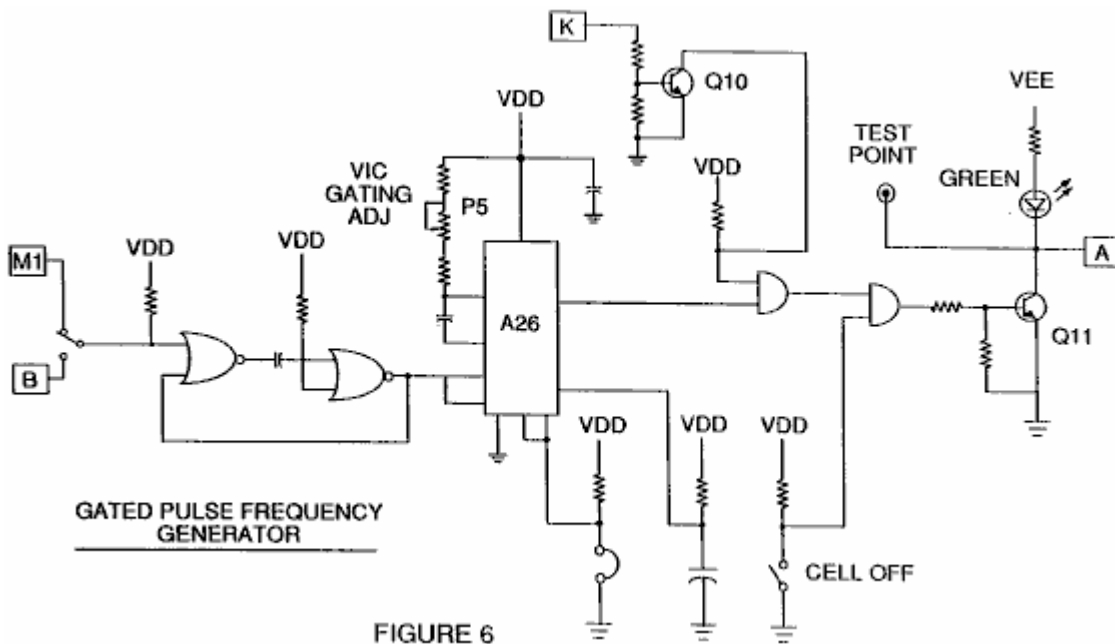 K
Q10
VEE
VDD
TEST
POINT
VIC
GATING
ADJ
P5
VDD
GREEN
M1
VDD
VDD
A
A26
Q11
B
VDD
VDD
VDD
GATED PULSE FREQUENCY
GENERATOR
CELL OFF
FIGURE 6